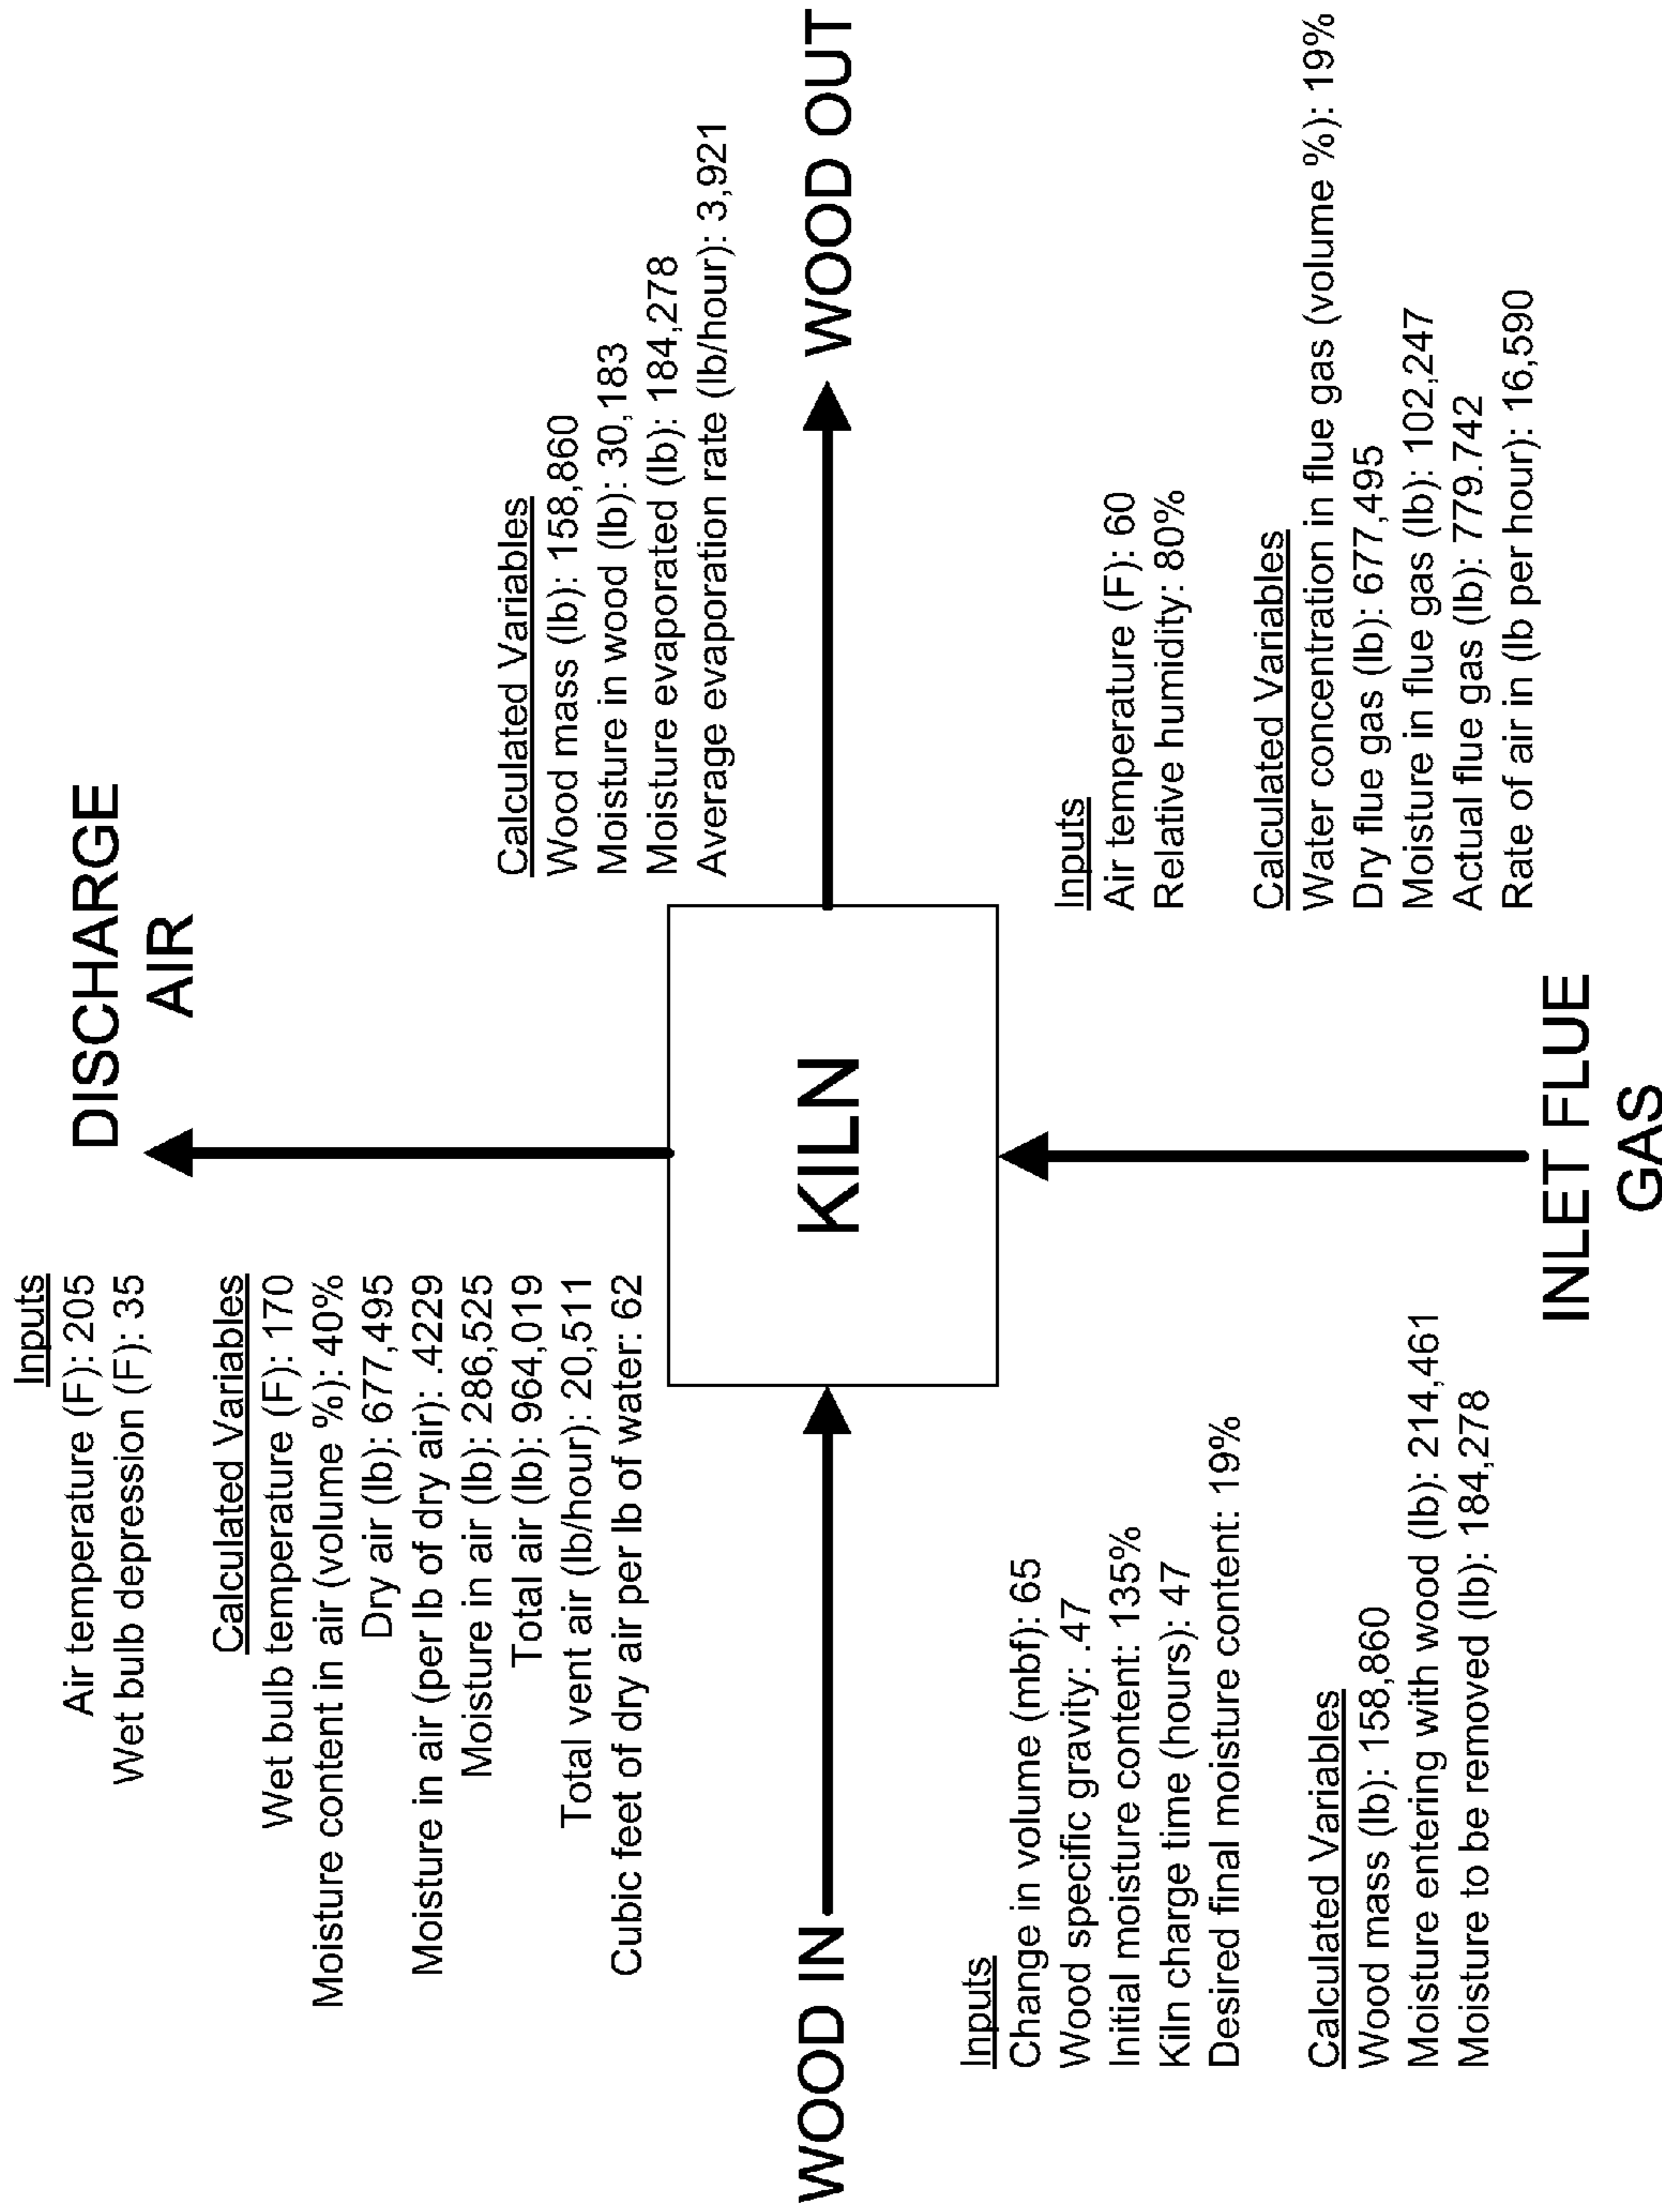 DISCHARGE
AIR
Inputs
Air temperature (F): 205
Wet bulb depression (F): 35
Calculated Variables
Wet bulb temperature (F): 170
Moisture content in air (volume %): 40%
Dry air (lb): 677,495
Moisture in air (per lb of dry air): .4229
Moisture in air (lb): 286,525
Total air (lb): 964,019
Total vent air (lb/hour): 20,511
Cubic feet of dry air per lb of water: 62
Calculated Variables
Wood mass (lb): 158,860
Moisture in wood (lb): 30,183
Moisture evaporated (lb): 184,278
Average evaporation rate (lb/hour): 3,921
WOOD IN
KILN
WOOD OUT
Inputs
Change in volume (mbf): 65
Wood specific gravity: .47
Initial moisture content: 135%
Kiln charge time (hours): 47
Desired final moisture content: 19%
Calculated Variables
Wood mass (lb): 158,860
Moisture entering with wood (lb): 214,461
Moisture to be removed (lb): 184,278
Inputs
Air temperature (F): 60
Relative humidity: 80%
Calculated Variables
Water concentration in flue gas (volume %): 19%
Dry flue gas (lb): 677,495
Moisture in flue gas (lb): 102,247
Actual flue gas (lb): 779.742
Rate of air in (lb per hour): 16,590
INLET FLUE
GAS